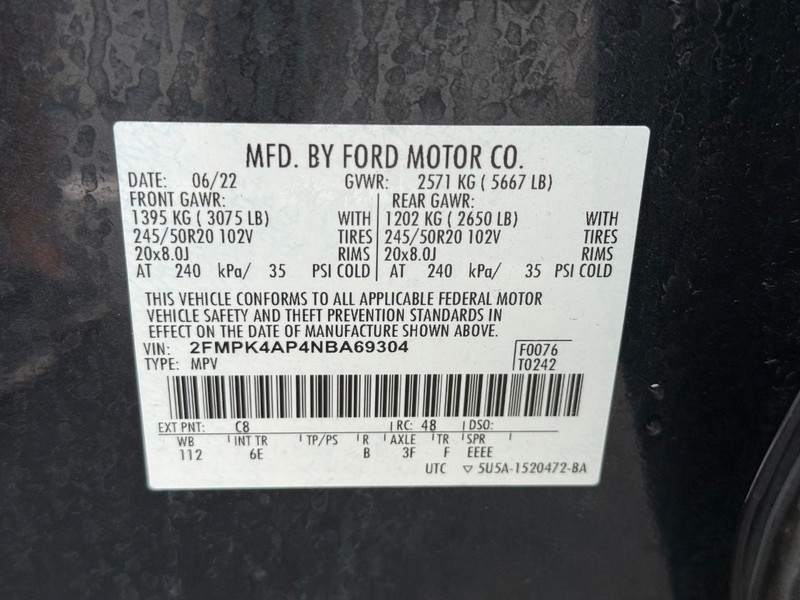 MFD. BY FORD MOTOR CO.
DATE: 06/22 GVWR: 2571 KG ( 5667 LB)
FRONT GAWR: REAR GAWR:
1395 KG ( 3075 LB) WITH 1202 KG ( 2650 LB) WITH
245/50R20 102V TIRES 245/50R20 102V TIRES
20x8.0J RIMS 20x8.0J RIMS
AT 240 kPa/ 35 PSI COLD AT 240 kPa/ 35 PSI COLD
THIS VEHICLE CONFORMS TO ALL APPLICABLE FEDERAL MOTOR
VEHICLE SAFETY AND THEFT PREVENTION STANDARDS IN
EFFECT ON THE DATE OF MANUFACTURE SHOWN ABOVE.
VIN: 2FMPK4AP4NBA69304 F0076
TYPE: MPV T0242
EXT PNT: C8 RC: 48 DSO:
WB INT TR TP/PS R AXLE TR SPR
112 6E B 3F F EEEE
UTC ▽ 5U5A-1520472-BA